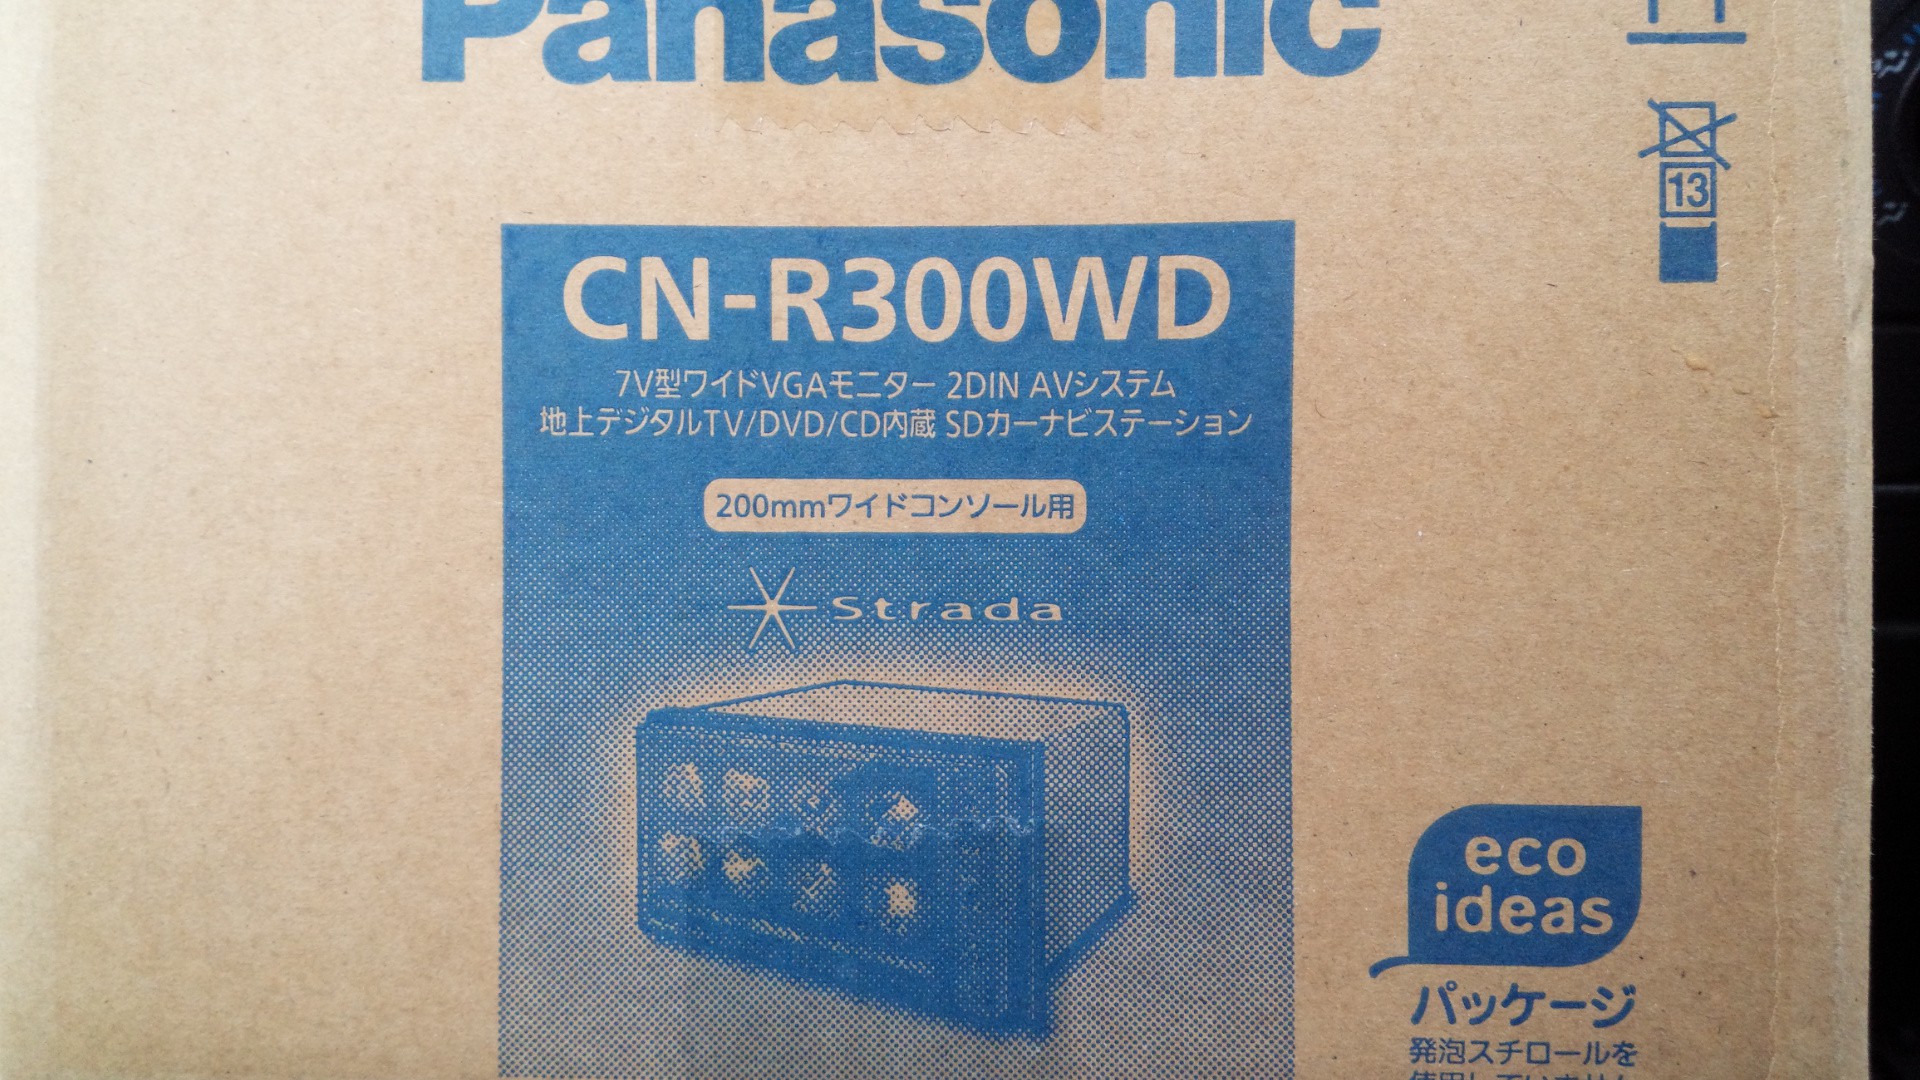 Panasonic
13
CN-R300WD
7V型ワイドVGAモニター 2DIN AVシステム
地上デジタルTV/DVD/CD内蔵 SDカーナビステーション
200mmワイドコンソール用
Strada
eco
ideas
パッケージ
発泡スチロールを